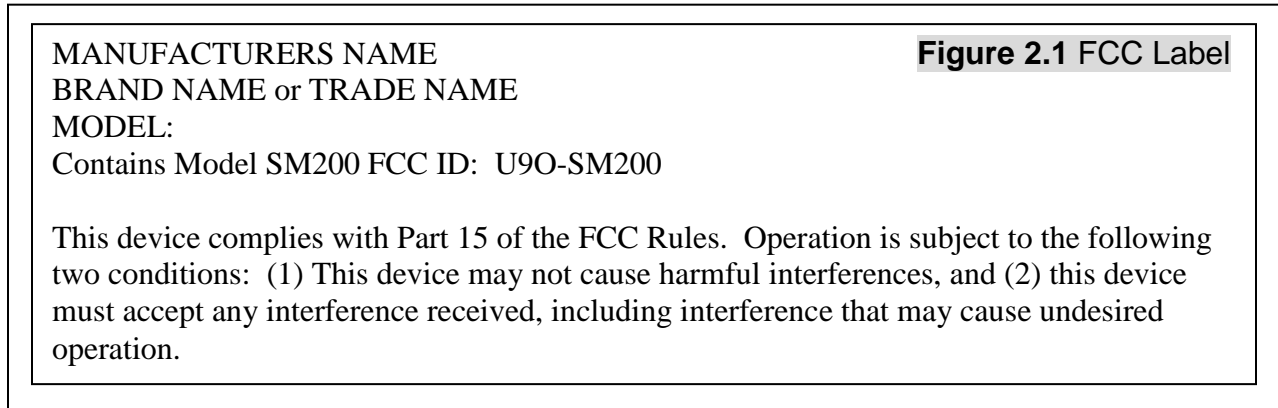 MANUFACTURERS NAME
Figure 2.1 FCC Label
BRAND NAME or TRADE NAME
MODEL:
Contains Model SM200 FCC ID:  U9O-SM200
This device complies with Part 15 of the FCC Rules.  Operation is subject to the following
two conditions:  (1) This device may not cause harmful interferences, and (2) this device
must accept any interference received, including interference that may cause undesired
operation.